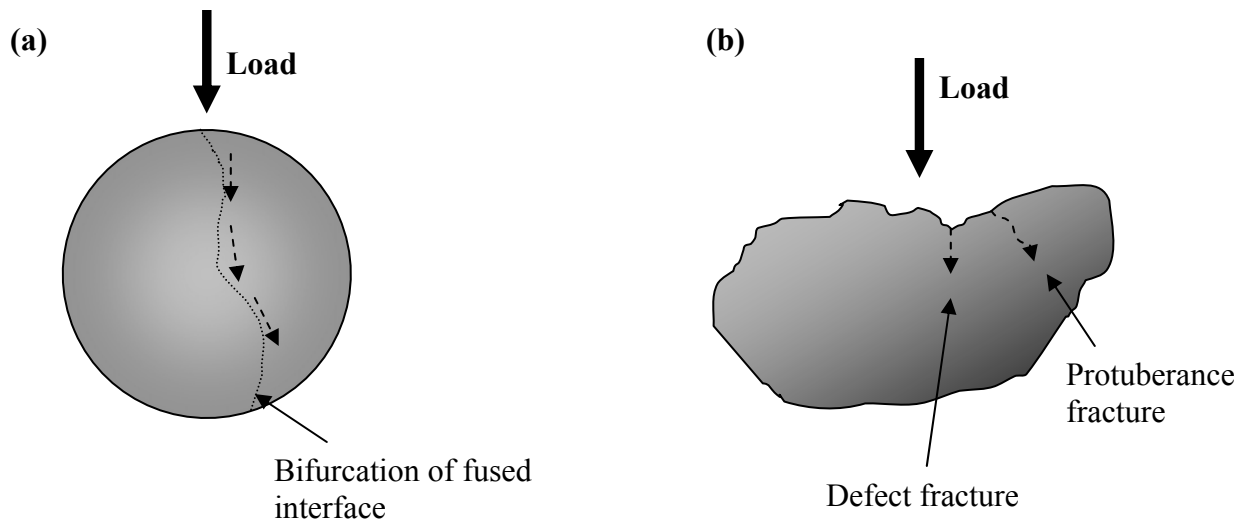 (a)
Load
Bifurcation of fused
interface
(b)
Load
Protuberance
fracture
Defect fracture